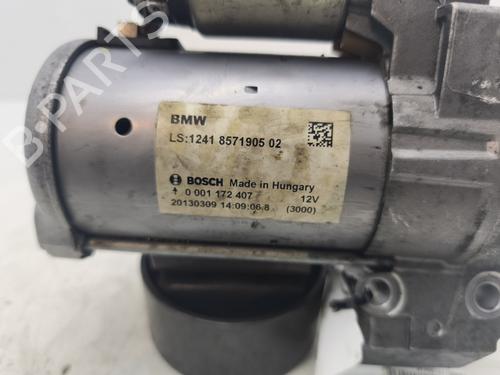 BMW
LS:1241 8571905 02
BOSCH Made in Hungary
0 001 172 407 12V
20130309 14:09:06.8 (3000)
B-PARTS